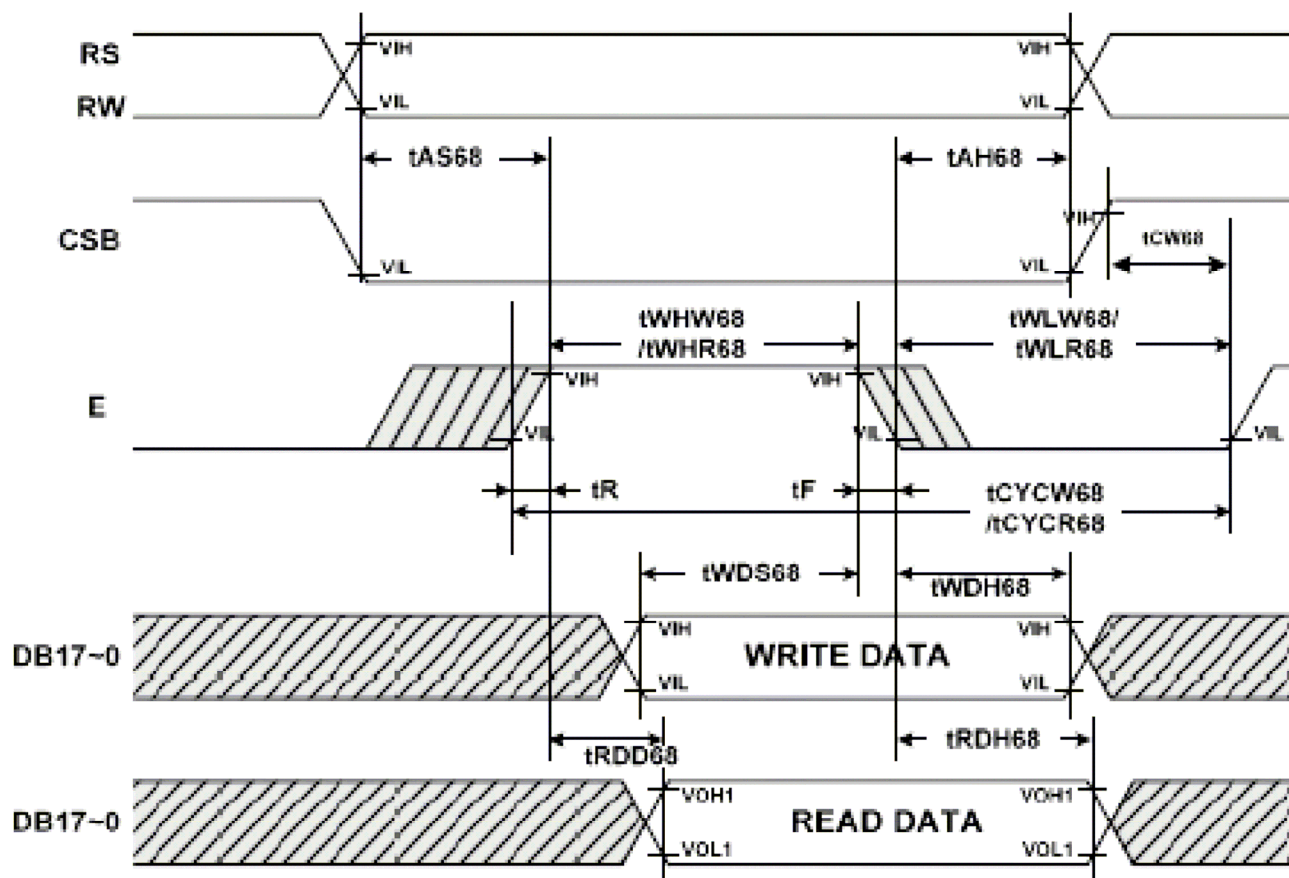 RS
VIH
VIH
RW
VIL
VIL
tAS68
tAH68
CSB
VIH
tCW68
VIL
VIL
tWHW68
/tWHR68
tWLW68/
tWLR68
E
VIH
VIH
VIL
VIL
VIL
tR
tF
tCYCW68
/tCYCR68
tWDS68
tWDH68
DB17~0
VIH
WRITE DATA
VIH
VIL
VIL
tRDD68
tRDH68
DB17~0
VOH1
READ DATA
VOH1
VOL1
VOL1